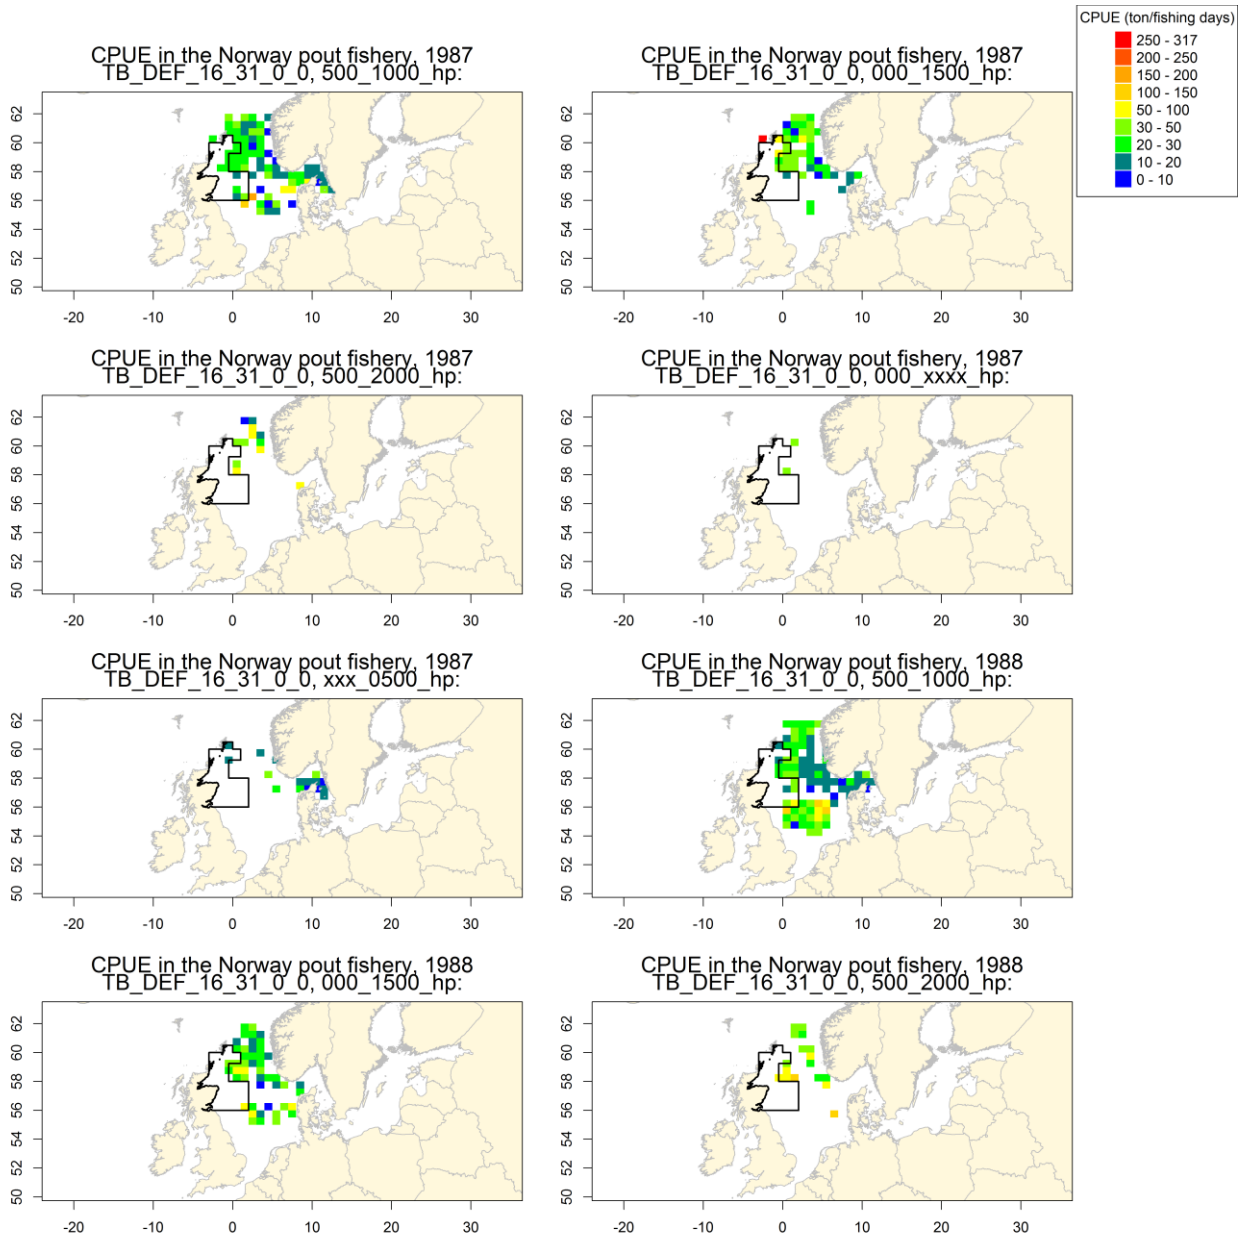 CPUE (ton/fishing days)
250 - 317
200 - 250
150 - 200
100 - 150
50 - 100
30 - 50
20 - 30
10 - 20
0 - 10
CPUE in the Norway pout fishery, 1987
TB_DEF_16_31_0_0, 500_1000_hp:
62
60
58
56
54
52
50
-20 -10 0 10 20 30
CPUE in the Norway pout fishery, 1987
TB_DEF_16_31_0_0, 000_1500_hp:
62
60
58
56
54
52
50
-20 -10 0 10 20 30
CPUE in the Norway pout fishery, 1987
TB_DEF_16_31_0_0, 500_2000_hp:
62
60
58
56
54
52
50
-20 -10 0 10 20 30
CPUE in the Norway pout fishery, 1987
TB_DEF_16_31_0_0, 000_xxxx_hp:
62
60
58
56
54
52
50
-20 -10 0 10 20 30
CPUE in the Norway pout fishery, 1987
TB_DEF_16_31_0_0, xxx_0500_hp:
62
60
58
56
54
52
50
-20 -10 0 10 20 30
CPUE in the Norway pout fishery, 1988
TB_DEF_16_31_0_0, 500_1000_hp:
62
60
58
56
54
52
50
-20 -10 0 10 20 30
CPUE in the Norway pout fishery, 1988
TB_DEF_16_31_0_0, 000_1500_hp:
62
60
58
56
54
52
50
-20 -10 0 10 20 30
CPUE in the Norway pout fishery, 1988
TB_DEF_16_31_0_0, 500_2000_hp:
62
60
58
56
54
52
50
-20 -10 0 10 20 30